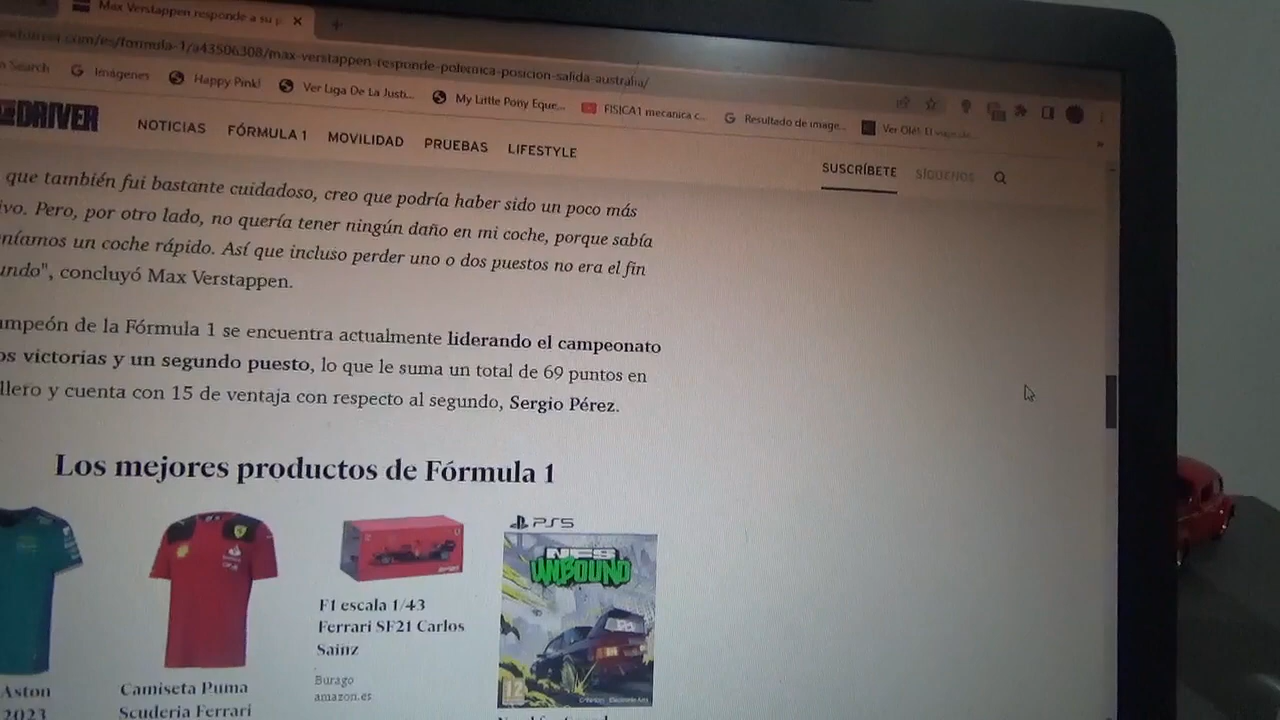 Max Verstappen responde a su p
.com/es/formula-1/a43506308/max-verstappen-responde-polemica-posicion-salida-australia/
Search
Imágenes
Happy Pink!
Ver Liga De La Justi...
My Little Pony Eque...
FISICA1 mecanica c...
Resultado de image...
Ver Olé!
DRIVER
NOTICIAS
FÓRMULA 1
MOVILIDAD
PRUEBAS
LIFESTYLE
SUSCRÍBETE
SÍGUENOS
que también fui bastante cuidadoso, creo que podría haber sido un poco más
ivo. Pero, por otro lado, no quería tener ningún daño en mi coche, porque sabía
níamos un coche rápido. Así que incluso perder uno o dos puestos no era el fin
undo", concluyó Max Verstappen.
ampeón de la Fórmula 1 se encuentra actualmente liderando el campeonato
os victorias y un segundo puesto, lo que le suma un total de 69 puntos en
llero y cuenta con 15 de ventaja con respecto al segundo, Sergio Pérez.
Los mejores productos de Fórmula 1
Aston
2023
Camiseta Puma
Scuderia Ferrari
F1 escala 1/43
Ferrari SF21 Carlos
Sainz
Burago
amazon.es
PS5
NFS
UNBOUND
12